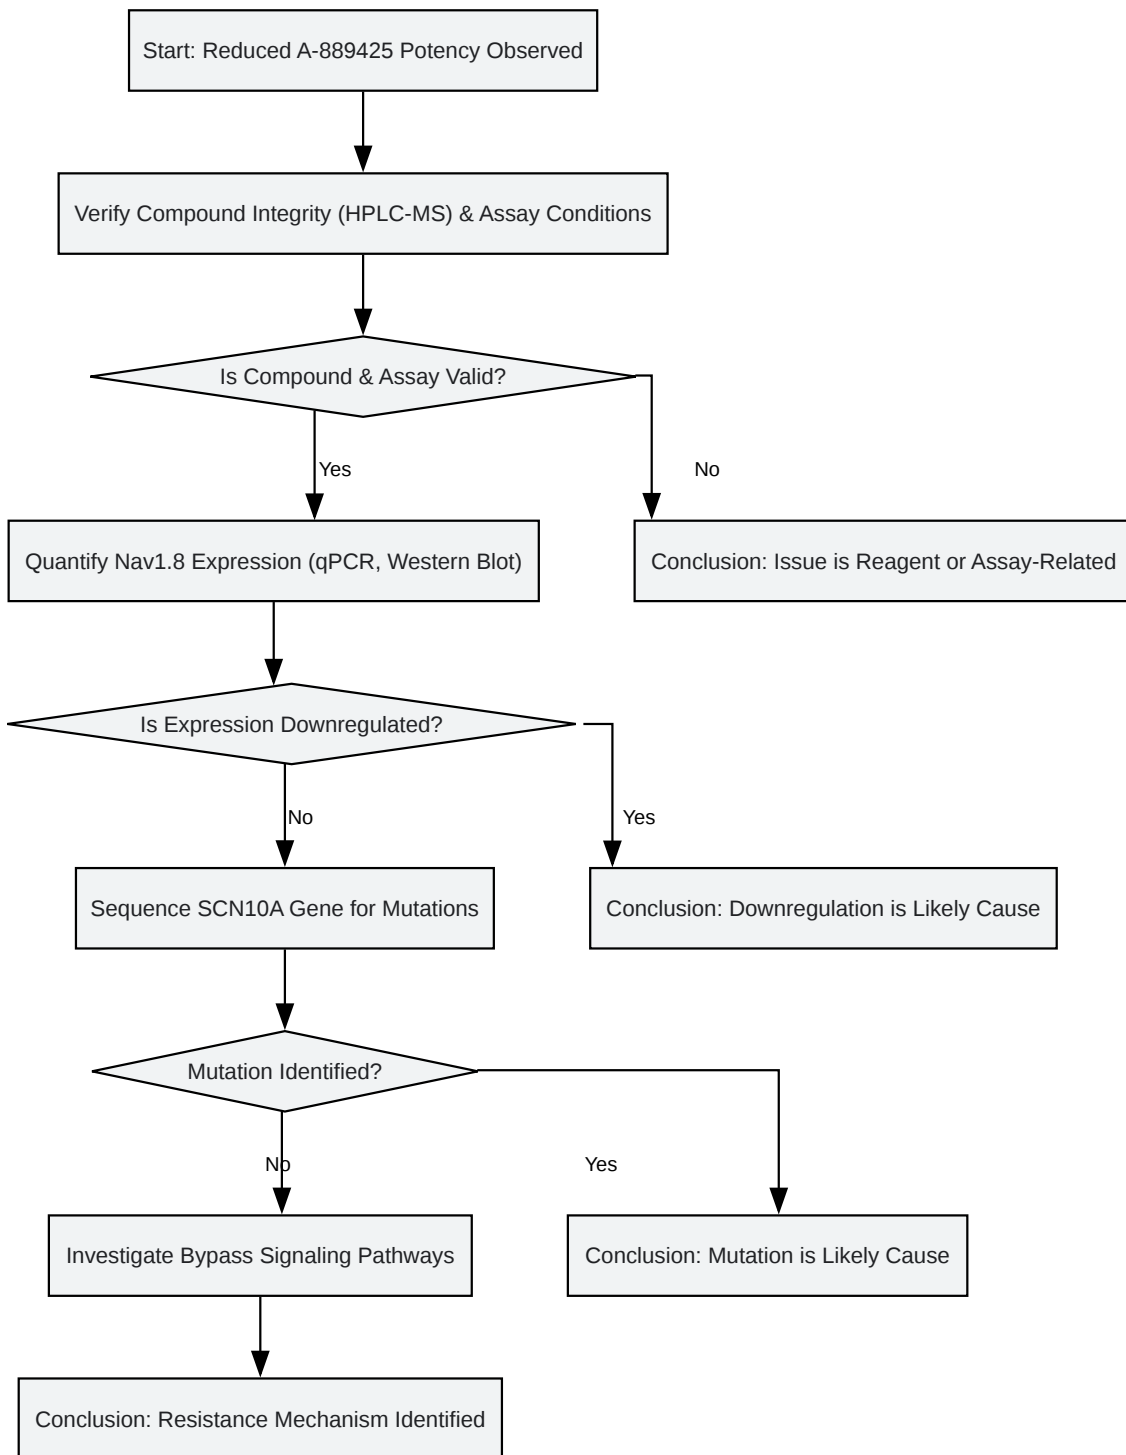 Start: Reduced A-889425 Potency Observed
Verify Compound Integrity (HPLC-MS) & Assay Conditions
Is Compound & Assay Valid?
Yes
No
Quantify Nav1.8 Expression (qPCR, Western Blot)
Conclusion: Issue is Reagent or Assay-Related
Is Expression Downregulated?
No
Yes
Sequence SCN10A Gene for Mutations
Conclusion: Downregulation is Likely Cause
Mutation Identified?
No
Yes
Investigate Bypass Signaling Pathways
Conclusion: Mutation is Likely Cause
Conclusion: Resistance Mechanism Identified